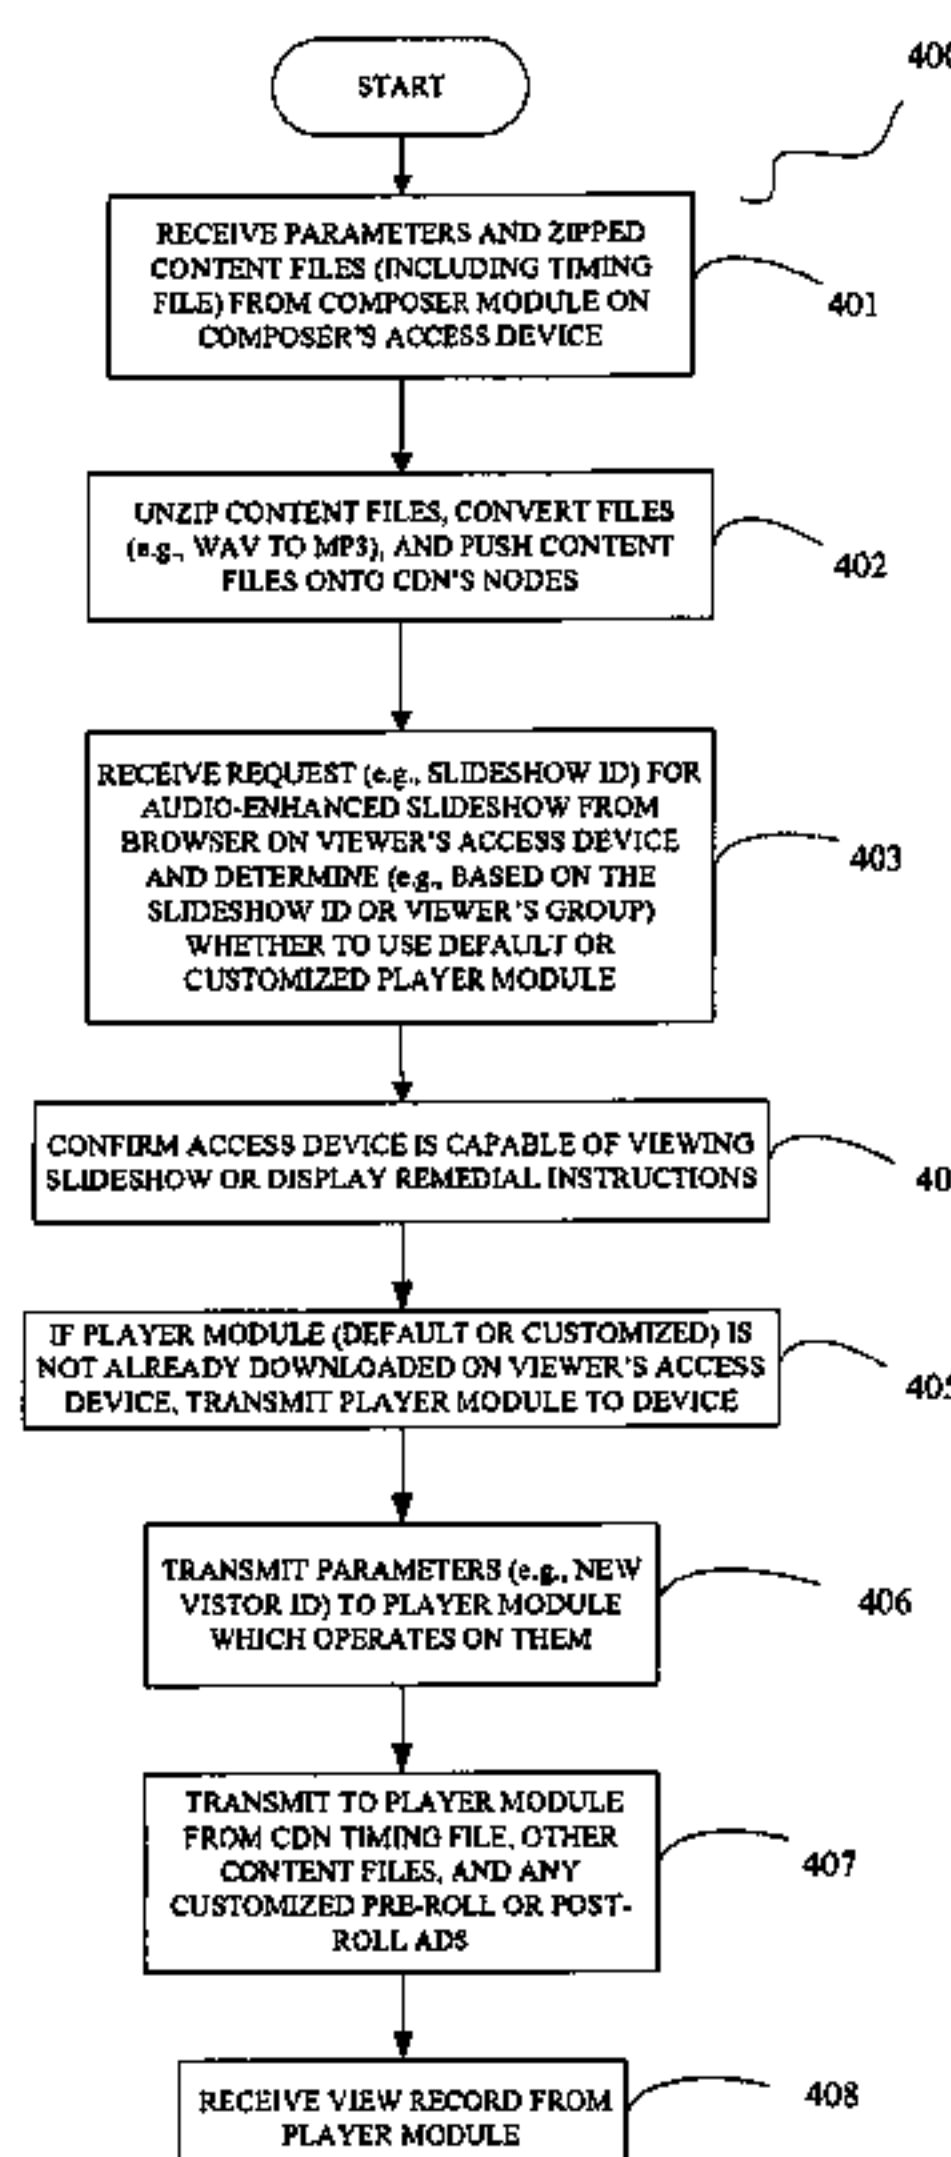 START
400
RECEIVE PARAMETERS AND ZIPPED
CONTENT FILES (INCLUDING TIMING
FILE) FROM COMPOSER MODULE ON
COMPOSER'S ACCESS DEVICE
401
UNZIP CONTENT FILES, CONVERT FILES
(e.g., WAV TO MP3), AND PUSH CONTENT
FILES ONTO CDN'S NODES
402
RECEIVE REQUEST (e.g., SLIDESHOW ID) FOR
AUDIO-ENHANCED SLIDESHOW FROM
BROWSER ON VIEWER'S ACCESS DEVICE
AND DETERMINE (e.g., BASED ON THE
SLIDESHOW ID OR VIEWER'S GROUP)
WHETHER TO USE DEFAULT OR
CUSTOMIZED PLAYER MODULE
403
CONFIRM ACCESS DEVICE IS CAPABLE OF VIEWING
SLIDESHOW OR DISPLAY REMEDIAL INSTRUCTIONS
40
IF PLAYER MODULE (DEFAULT OR CUSTOMIZED) IS
NOT ALREADY DOWNLOADED ON VIEWER'S ACCESS
DEVICE, TRANSMIT PLAYER MODULE TO DEVICE
405
TRANSMIT PARAMETERS (e.g., NEW
VISTOR ID) TO PLAYER MODULE
WHICH OPERATES ON THEM
406
TRANSMIT TO PLAYER MODULE
FROM CDN TIMING FILE, OTHER
CONTENT FILES, AND ANY
CUSTOMIZED PRE-ROLL OR POST-
ROLL ADS
407
RECEIVE VIEW RECORD FROM
PLAYER MODULE
408